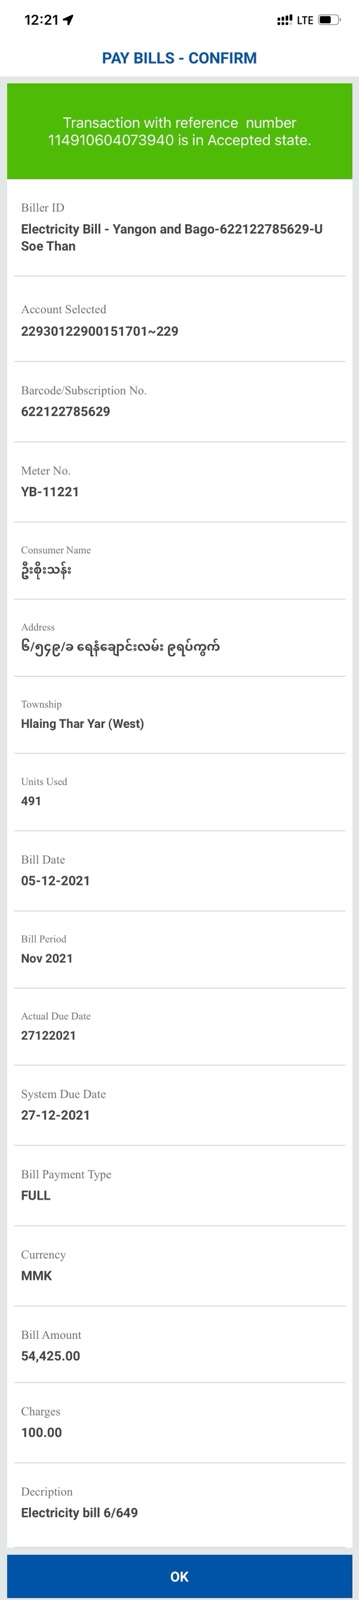 12:21
LTE
PAY BILLS - CONFIRM
Transaction with reference number
114910604073940 is in Accepted state.
Biller ID
Electricity Bill - Yangon and Bago-622122785629-U
Soe Than
Account Selected
22930122900151701~229
Barcode/Subscription No.
622122785629
Meter No.
YB-11221
Consumer Name
ဦးစိုးသန်း
Address
၆/၅၄၉/ခ ရေနံချောင်းလမ်း ၉ရပ်ကွက်
Township
Hlaing Thar Yar (West)
Units Used
491
Bill Date
05-12-2021
Bill Period
Nov 2021
Actual Due Date
27122021
System Due Date
27-12-2021
Bill Payment Type
FULL
Currency
MMK
Bill Amount
54,425.00
Charges
100.00
Decription
Electricity bill 6/649
OK